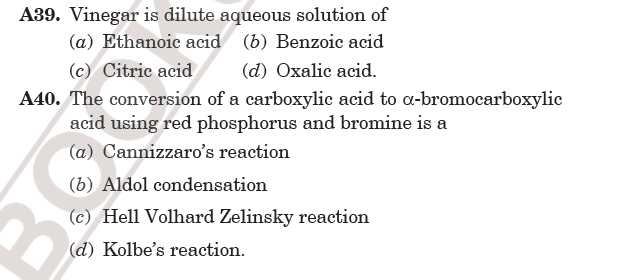 A39. Vinegar is dilute aqueous solution of
(a) Ethanoic acid (b) Benzoic acid
(c) Citric acid (d) Oxalic acid.
A40. The conversion of a carboxylic acid to α-bromocarboxylic
acid using red phosphorus and bromine is a
(a) Cannizzaro's reaction
(b) Aldol condensation
(c) Hell Volhard Zelinsky reaction
(d) Kolbe's reaction.
BOOK